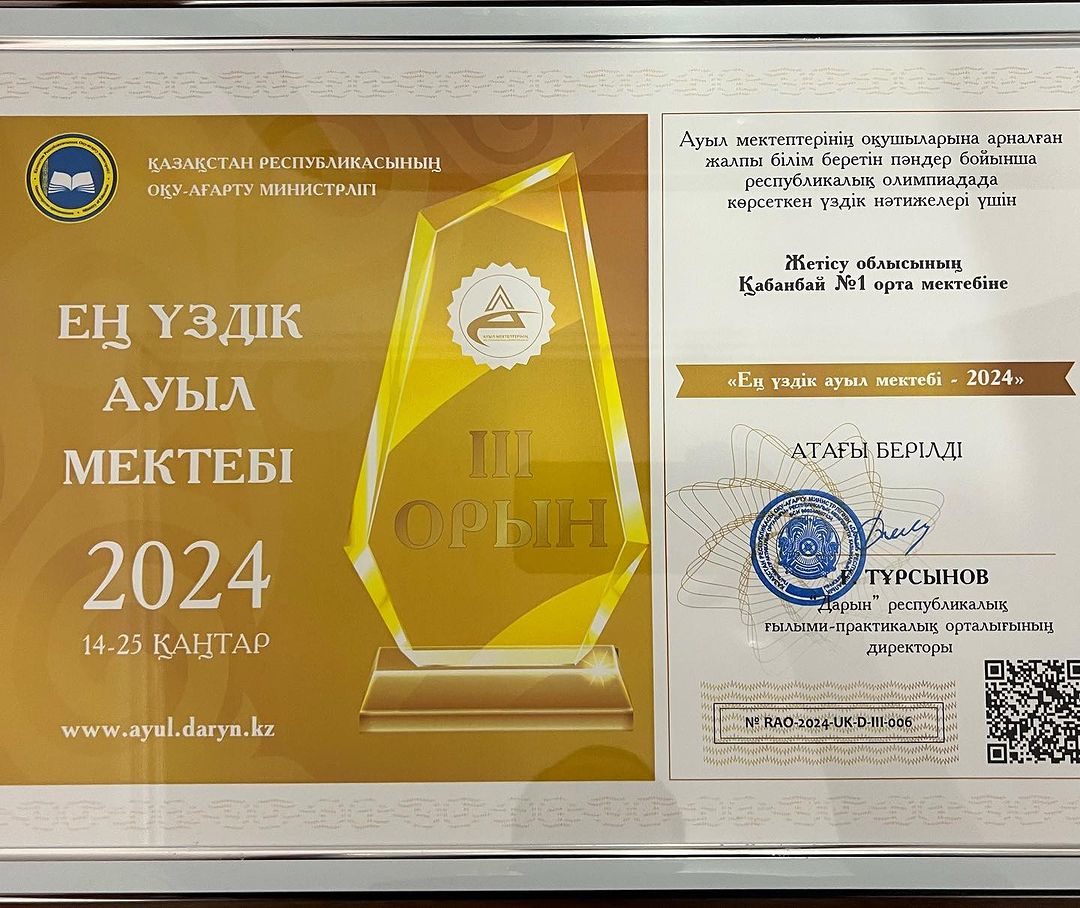 ҚАЗАҚСТАН РЕСПУБЛИКАСЫНЫҢ
ОҚУ-АҒАРТУ МИНИСТРЛІГІ
ЕҢ ҮЗДІК
АУЫЛ
МЕКТЕБІ
2024
14-25 ҚАҢТАР
www.ayul.daryn.kz
АУЫЛ МЕКТЕПТЕРІНІҢ
III
ОРЫН
Ауыл мектептерінің оқушыларына арналған
жалпы білім беретін пәндер бойынша
республикалық олимпиадада
көрсеткен үздік нәтижелері үшін
Жетісу облысының
Қабанбай №1 орта мектебіне
«Ең үздік ауыл мектебі - 2024»
АТАҒЫ БЕРІЛДІ
ТҰРСЫНОВ
"Дарын" республикалық
ғылыми-практикалық орталығының
директоры
№ RAO-2024-UK-D-III-006